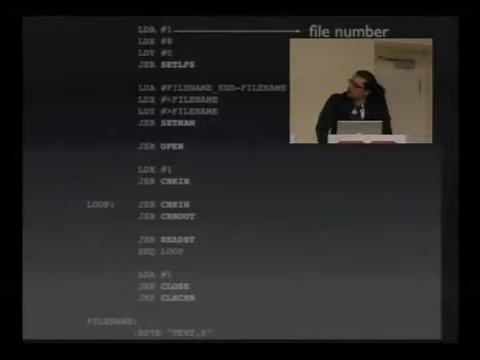 LDA #1 file number
LDX #8
LDY #0
JSR SETLFS
LDA #FILENAME_END-FILENAME
LDX #<FILENAME
LDY #>FILENAME
JSR SETNAM
JSR OPEN
LDX #1
JSR CHKIN
LOOP: JSR CHRIN
JSR CHROUT
JSR READST
BEQ LOOP
LDA #1
JSR CLOSE
JMP CLRCHN
FILENAME:
.BYTE "TEST,S"